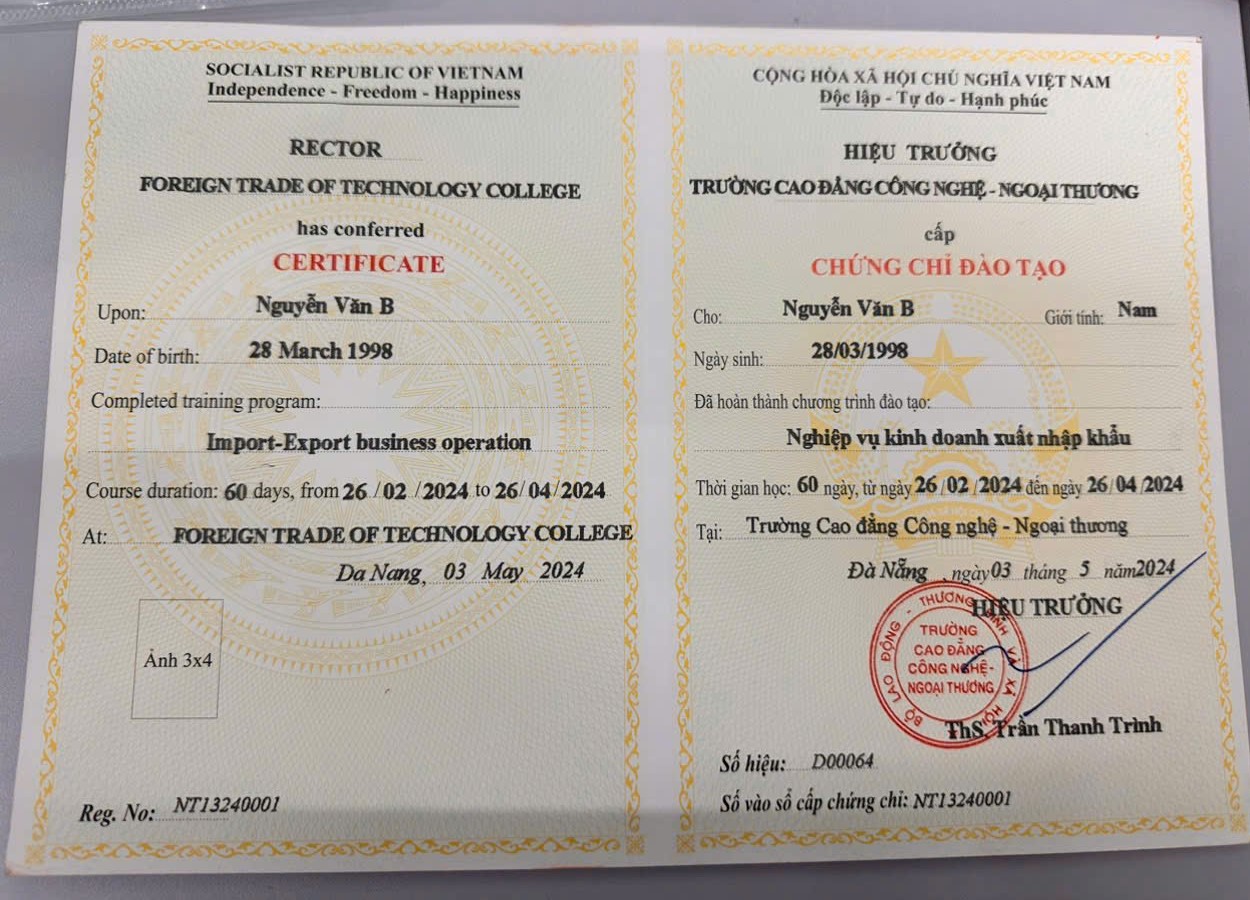 SOCIALIST REPUBLIC OF VIETNAM
Independence - Freedom - Happiness
RECTOR
FOREIGN TRADE OF TECHNOLOGY COLLEGE
has conferred
CERTIFICATE
Upon: Nguyễn Văn B
Date of birth: 28 March 1998
Completed training program:
Import-Export business operation
Course duration: 60 days, from 26 /02 /2024 to 26/04 /2024
At: FOREIGN TRADE OF TECHNOLOGY COLLEGE
Da Nang, 03 May 2024
Ảnh 3x4
Reg. No: NT13240001
CỘNG HÒA XÃ HỘI CHỦ NGHĨA VIỆT NAM
Độc lập - Tự do - Hạnh phúc
HIỆU TRƯỞNG
TRƯỜNG CAO ĐẲNG CÔNG NGHỆ - NGOẠI THƯƠNG
cấp
CHỨNG CHỈ ĐÀO TẠO
Cho: Nguyễn Văn B Giới tính: Nam
Ngày sinh: 28/03/1998
Đã hoàn thành chương trình đào tạo:
Nghiệp vụ kinh doanh xuất nhập khẩu
Thời gian học: 60 ngày, từ ngày 26 /02 /2024 đến ngày 26 /04 /2024
Tại: Trường Cao đẳng Công nghệ - Ngoại thương
Đà Nẵng , ngày 03 tháng 5 năm 2024
HIỆU TRƯỞNG
BỘ LAO ĐỘNG - THƯƠNG BINH VÀ XÃ HỘI
TRƯỜNG
CAO ĐẲNG
CÔNG NGHỆ-
NGOẠI THƯƠNG
ThS. Trần Thanh Trình
Số hiệu: D00064
Số vào sổ cấp chứng chỉ: NT13240001